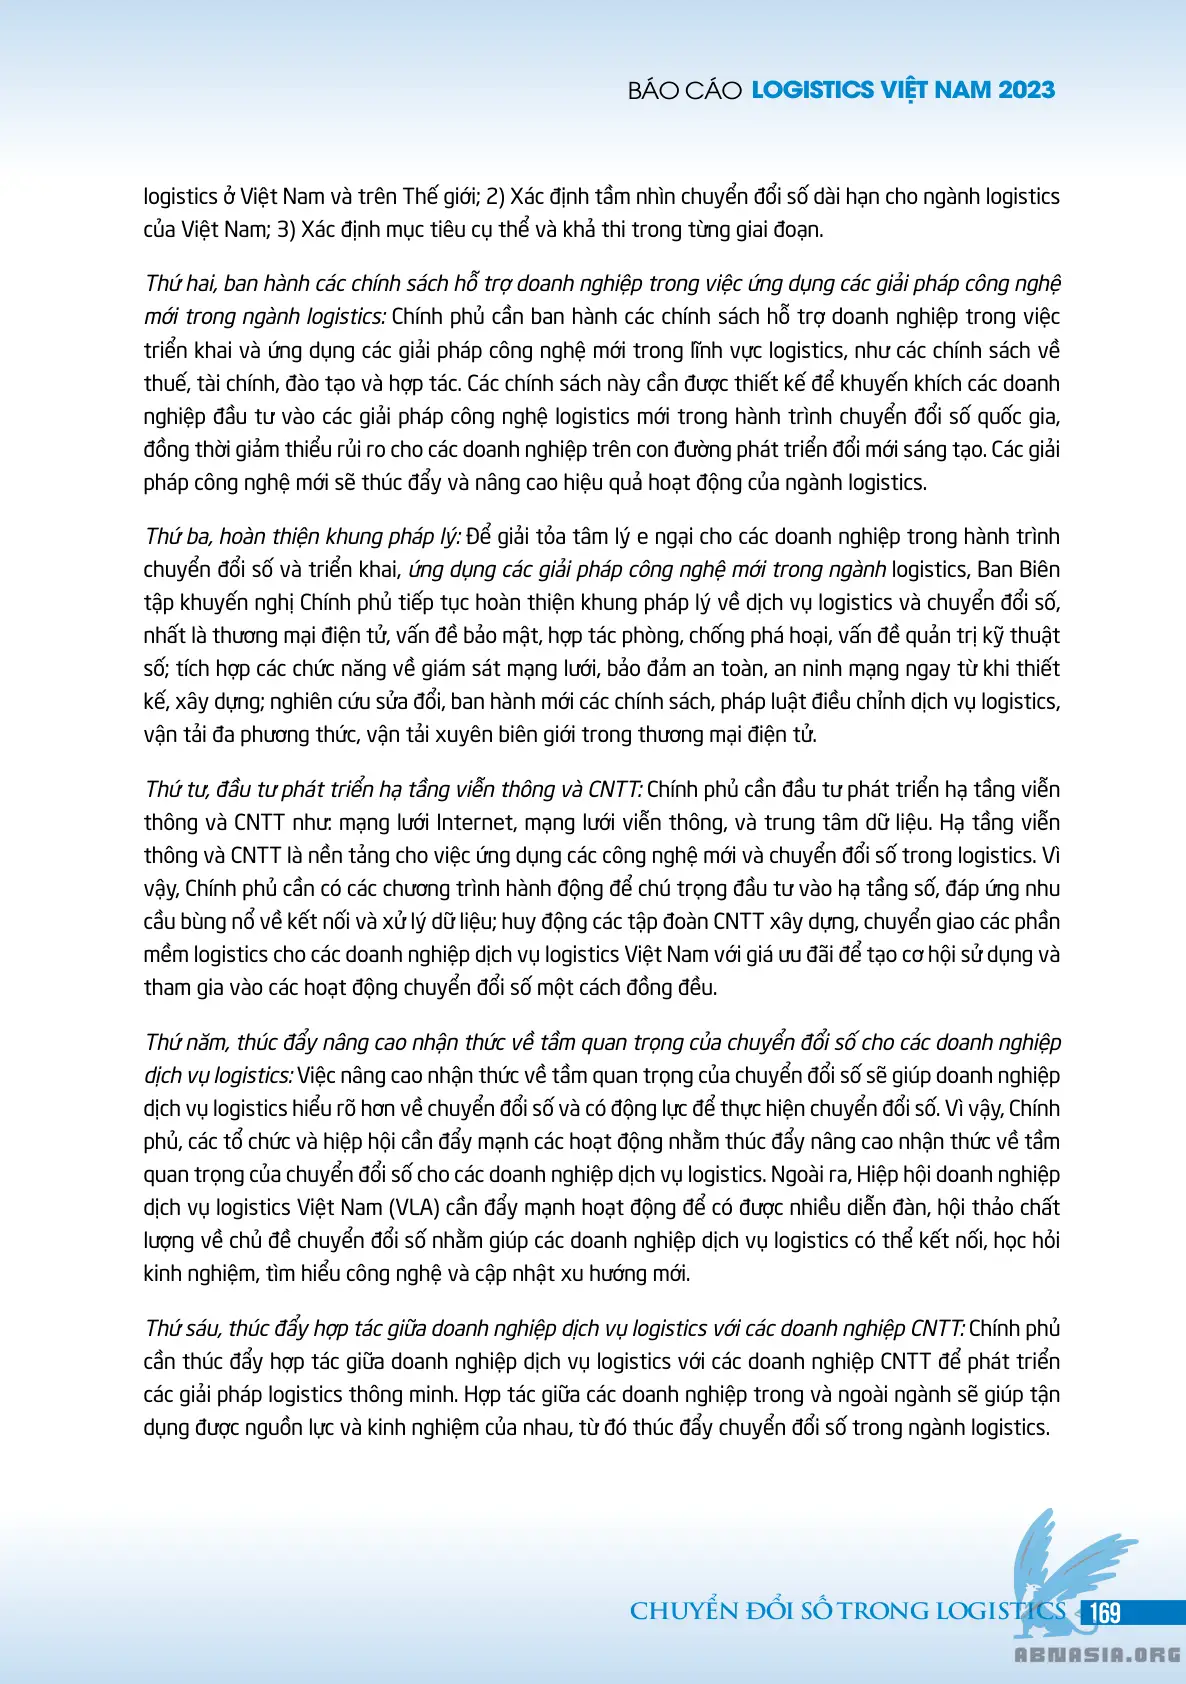 BÁO CÁO LOGISTICS VIỆT NAM 2023
logistics ở Việt Nam và trên Thế giới; 2) Xác định tầm nhìn chuyển đổi số dài hạn cho ngành logistics
của Việt Nam; 3) Xác định mục tiêu cụ thể và khả thi trong từng giai đoạn.
Thứ hai, ban hành các chính sách hỗ trợ doanh nghiệp trong việc ứng dụng các giải pháp công nghệ
mới trong ngành logistics: Chính phủ cần ban hành các chính sách hỗ trợ doanh nghiệp trong việc
triển khai và ứng dụng các giải pháp công nghệ mới trong lĩnh vực logistics, như các chính sách về
thuế, tài chính, đào tạo và hợp tác. Các chính sách này cần được thiết kế để khuyến khích các doanh
nghiệp đầu tư vào các giải pháp công nghệ logistics mới trong hành trình chuyển đổi số quốc gia,
đồng thời giảm thiểu rủi ro cho các doanh nghiệp trên con đường phát triển đổi mới sáng tạo. Các giải
pháp công nghệ mới sẽ thúc đẩy và nâng cao hiệu quả hoạt động của ngành logistics.
Thứ ba, hoàn thiện khung pháp lý: Để giải tỏa tâm lý e ngại cho các doanh nghiệp trong hành trình
chuyển đổi số và triển khai, ứng dụng các giải pháp công nghệ mới trong ngành logistics, Ban Biên
tập khuyến nghị Chính phủ tiếp tục hoàn thiện khung pháp lý về dịch vụ logistics và chuyển đổi số,
nhất là thương mại điện tử, vấn đề bảo mật, hợp tác phòng, chống phá hoại, vấn đề quản trị kỹ thuật
số; tích hợp các chức năng về giám sát mạng lưới, bảo đảm an toàn, an ninh mạng ngay từ khi thiết
kế, xây dựng; nghiên cứu sửa đổi, ban hành mới các chính sách, pháp luật điều chỉnh dịch vụ logistics,
vận tải đa phương thức, vận tải xuyên biên giới trong thương mại điện tử.
Thứ tư, đầu tư phát triển hạ tầng viễn thông và CNTT: Chính phủ cần đầu tư phát triển hạ tầng viễn
thông và CNTT như: mạng lưới Internet, mạng lưới viễn thông, và trung tâm dữ liệu. Hạ tầng viễn
thông và CNTT là nền tảng cho việc ứng dụng các công nghệ mới và chuyển đổi số trong logistics. Vì
vậy, Chính phủ cần có các chương trình hành động để chú trọng đầu tư vào hạ tầng số, đáp ứng nhu
cầu bùng nổ về kết nối và xử lý dữ liệu; huy động các tập đoàn CNTT xây dựng, chuyển giao các phần
mềm logistics cho các doanh nghiệp dịch vụ logistics Việt Nam với giá ưu đãi để tạo cơ hội sử dụng và
tham gia vào các hoạt động chuyển đổi số một cách đồng đều.
Thứ năm, thúc đẩy nâng cao nhận thức về tầm quan trọng của chuyển đổi số cho các doanh nghiệp
dịch vụ logistics: Việc nâng cao nhận thức về tầm quan trọng của chuyển đổi số sẽ giúp doanh nghiệp
dịch vụ logistics hiểu rõ hơn về chuyển đổi số và có động lực để thực hiện chuyển đổi số. Vì vậy, Chính
phủ, các tổ chức và hiệp hội cần đẩy mạnh các hoạt động nhằm thúc đẩy nâng cao nhận thức về tầm
quan trọng của chuyển đổi số cho các doanh nghiệp dịch vụ logistics. Ngoài ra, Hiệp hội doanh nghiệp
dịch vụ logistics Việt Nam (VLA) cần đẩy mạnh hoạt động để có được nhiều diễn đàn, hội thảo chất
lượng về chủ đề chuyển đổi số nhằm giúp các doanh nghiệp dịch vụ logistics có thể kết nối, học hỏi
kinh nghiệm, tìm hiểu công nghệ và cập nhật xu hướng mới.
Thứ sáu, thúc đẩy hợp tác giữa doanh nghiệp dịch vụ logistics với các doanh nghiệp CNTT: Chính phủ
cần thúc đẩy hợp tác giữa doanh nghiệp dịch vụ logistics với các doanh nghiệp CNTT để phát triển
các giải pháp logistics thông minh. Hợp tác giữa các doanh nghiệp trong và ngoài ngành sẽ giúp tận
dụng được nguồn lực và kinh nghiệm của nhau, từ đó thúc đẩy chuyển đổi số trong ngành logistics.
CHUYỂN ĐỔI SỐ TRONG LOGISTICS 169
ABNASIA.ORG